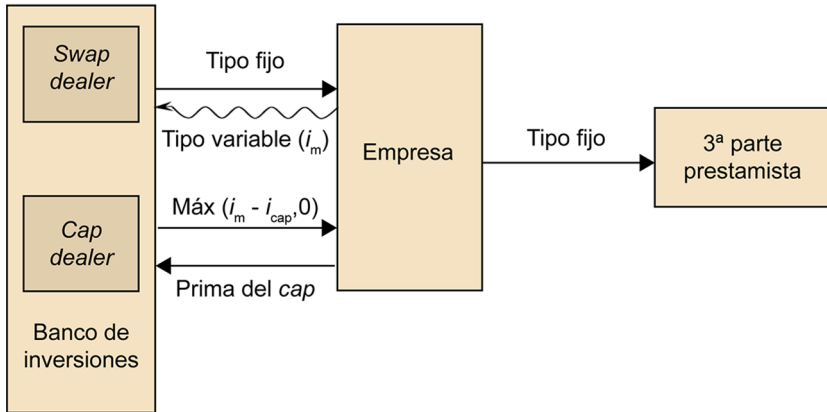 Swap
dealer
Tipo fijo
Tipo variable (im)
Empresa
Tipo fijo
3ª parte
prestamista
Cap
dealer
Máx (im - icap,0)
Prima del cap
Banco de
inversiones